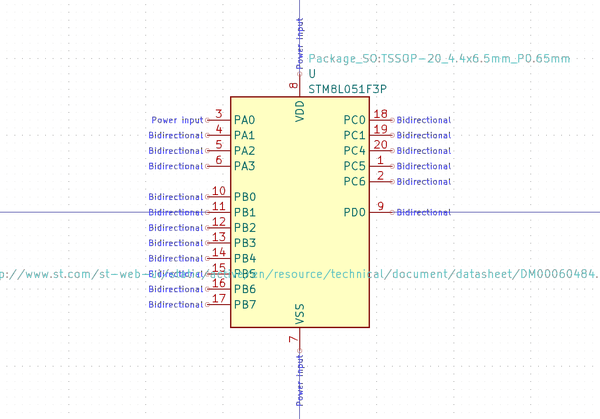 Power input
8
VDD
Package_SO:TSSOP-20_4.4x6.5mm_P0.65mm
U
STM8L051F3P
Power input 3 PA0
Bidirectional 4 PA1
Bidirectional 5 PA2
Bidirectional 6 PA3
Bidirectional 10 PB0
Bidirectional 11 PB1
Bidirectional 12 PB2
Bidirectional 13 PB3
Bidirectional 14 PB4
Bidirectional 15 PB5
p://www.st.com/st-web-ui/static/active/en/resource/technical/document/datasheet/DM00060484.
Bidirectional 16 PB6
Bidirectional 17 PB7
PC0 18 Bidirectional
PC1 19 Bidirectional
PC4 20 Bidirectional
PC5 1 Bidirectional
PC6 2 Bidirectional
PD0 9 Bidirectional
VSS
7
Power input